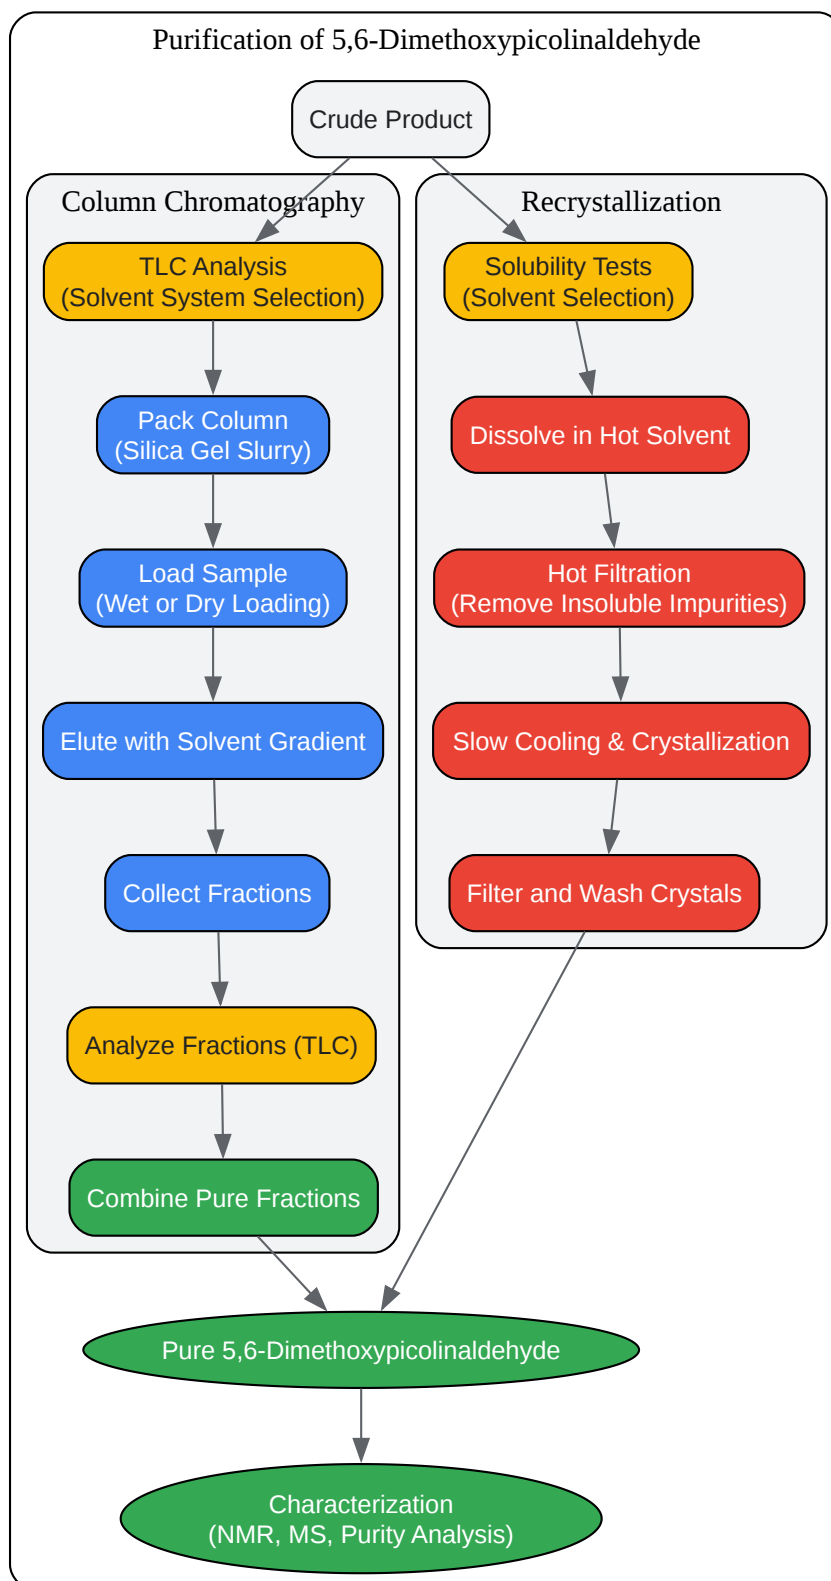 Purification of 5,6-Dimethoxypicolinaldehyde
Crude Product
Column Chromatography
TLC Analysis
(Solvent System Selection)
Pack Column
(Silica Gel Slurry)
Load Sample
(Wet or Dry Loading)
Elute with Solvent Gradient
Collect Fractions
Analyze Fractions (TLC)
Combine Pure Fractions
Recrystallization
Solubility Tests
(Solvent Selection)
Dissolve in Hot Solvent
Hot Filtration
(Remove Insoluble Impurities)
Slow Cooling & Crystallization
Filter and Wash Crystals
Pure 5,6-Dimethoxypicolinaldehyde
Characterization
(NMR, MS, Purity Analysis)